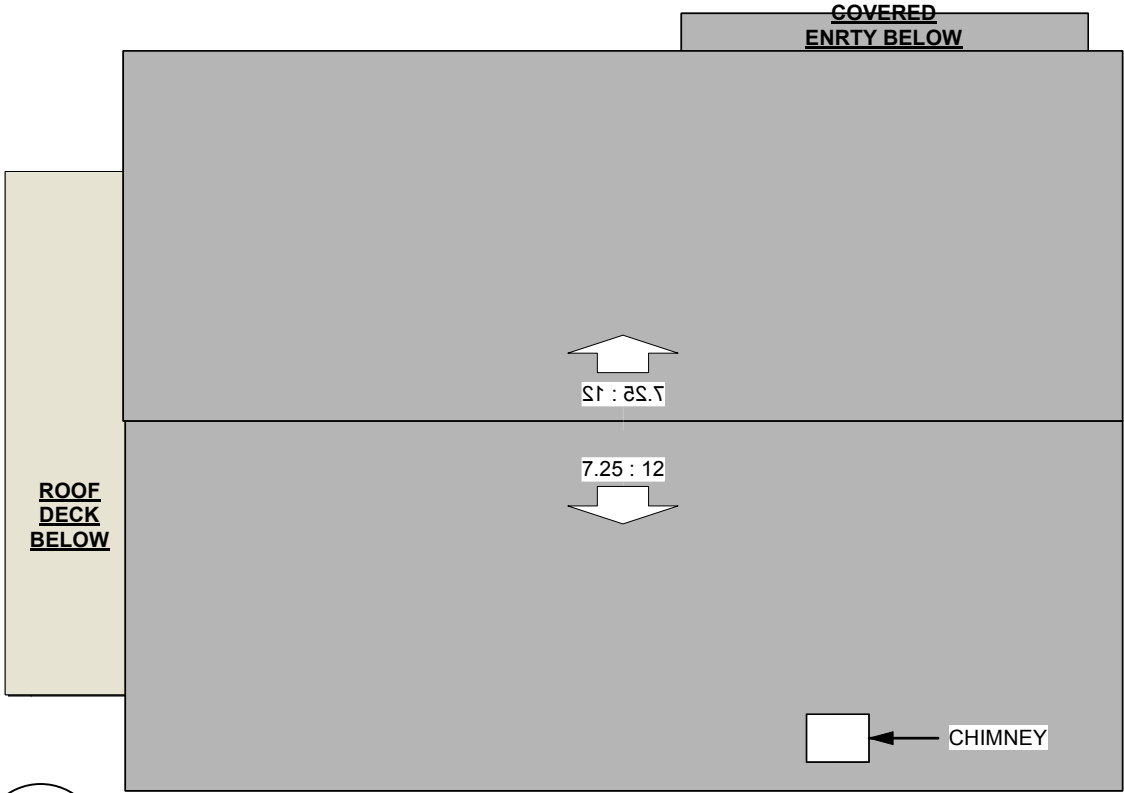 COVERED
ENRTY BELOW
7.25 : 12
7.25 : 12
ROOF
DECK
BELOW
CHIMNEY